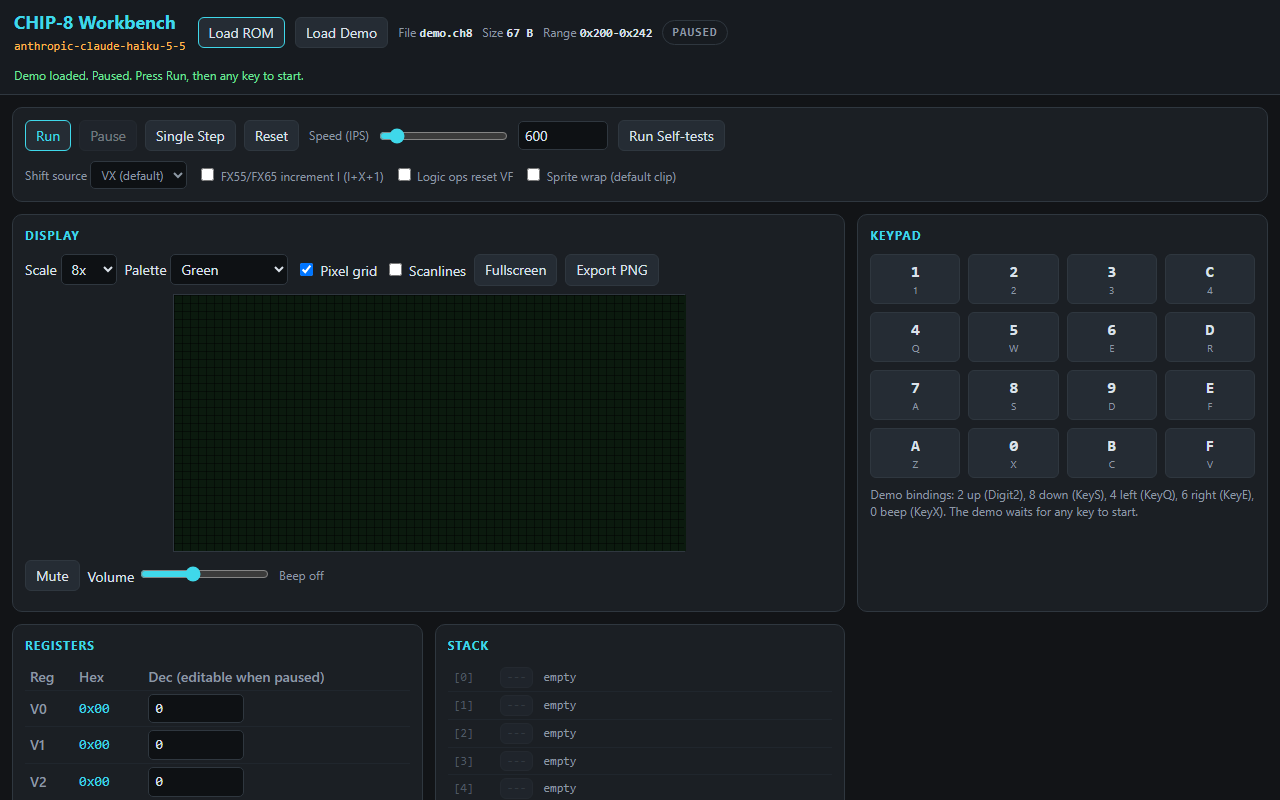 CHIP-8 Workbench
anthropic-claude-haiku-5-5
Load ROM Load Demo File demo.ch8 Size 67 B Range 0x200-0x242 PAUSED
Demo loaded. Paused. Press Run, then any key to start.
Run Pause Single Step Reset Speed (IPS) 600 Run Self-tests
Shift source VX (default) FX55/FX65 increment I (I+X+1) Logic ops reset VF Sprite wrap (default clip)
DISPLAY
Scale 8x Palette Green Pixel grid Scanlines Fullscreen Export PNG
Mute Volume Beep off
KEYPAD
1 2 3 C
1 2 3 4
4 5 6 D
Q W E R
7 8 9 E
A S D F
A 0 B F
Z X C V
Demo bindings: 2 up (Digit2), 8 down (KeyS), 4 left (KeyQ), 6 right (KeyE),
0 beep (KeyX). The demo waits for any key to start.
REGISTERS
Reg Hex Dec (editable when paused)
V0 0x00 0
V1 0x00 0
V2 0x00 0
STACK
[0] --- empty
[1] --- empty
[2] --- empty
[3] --- empty
[4] --- empty